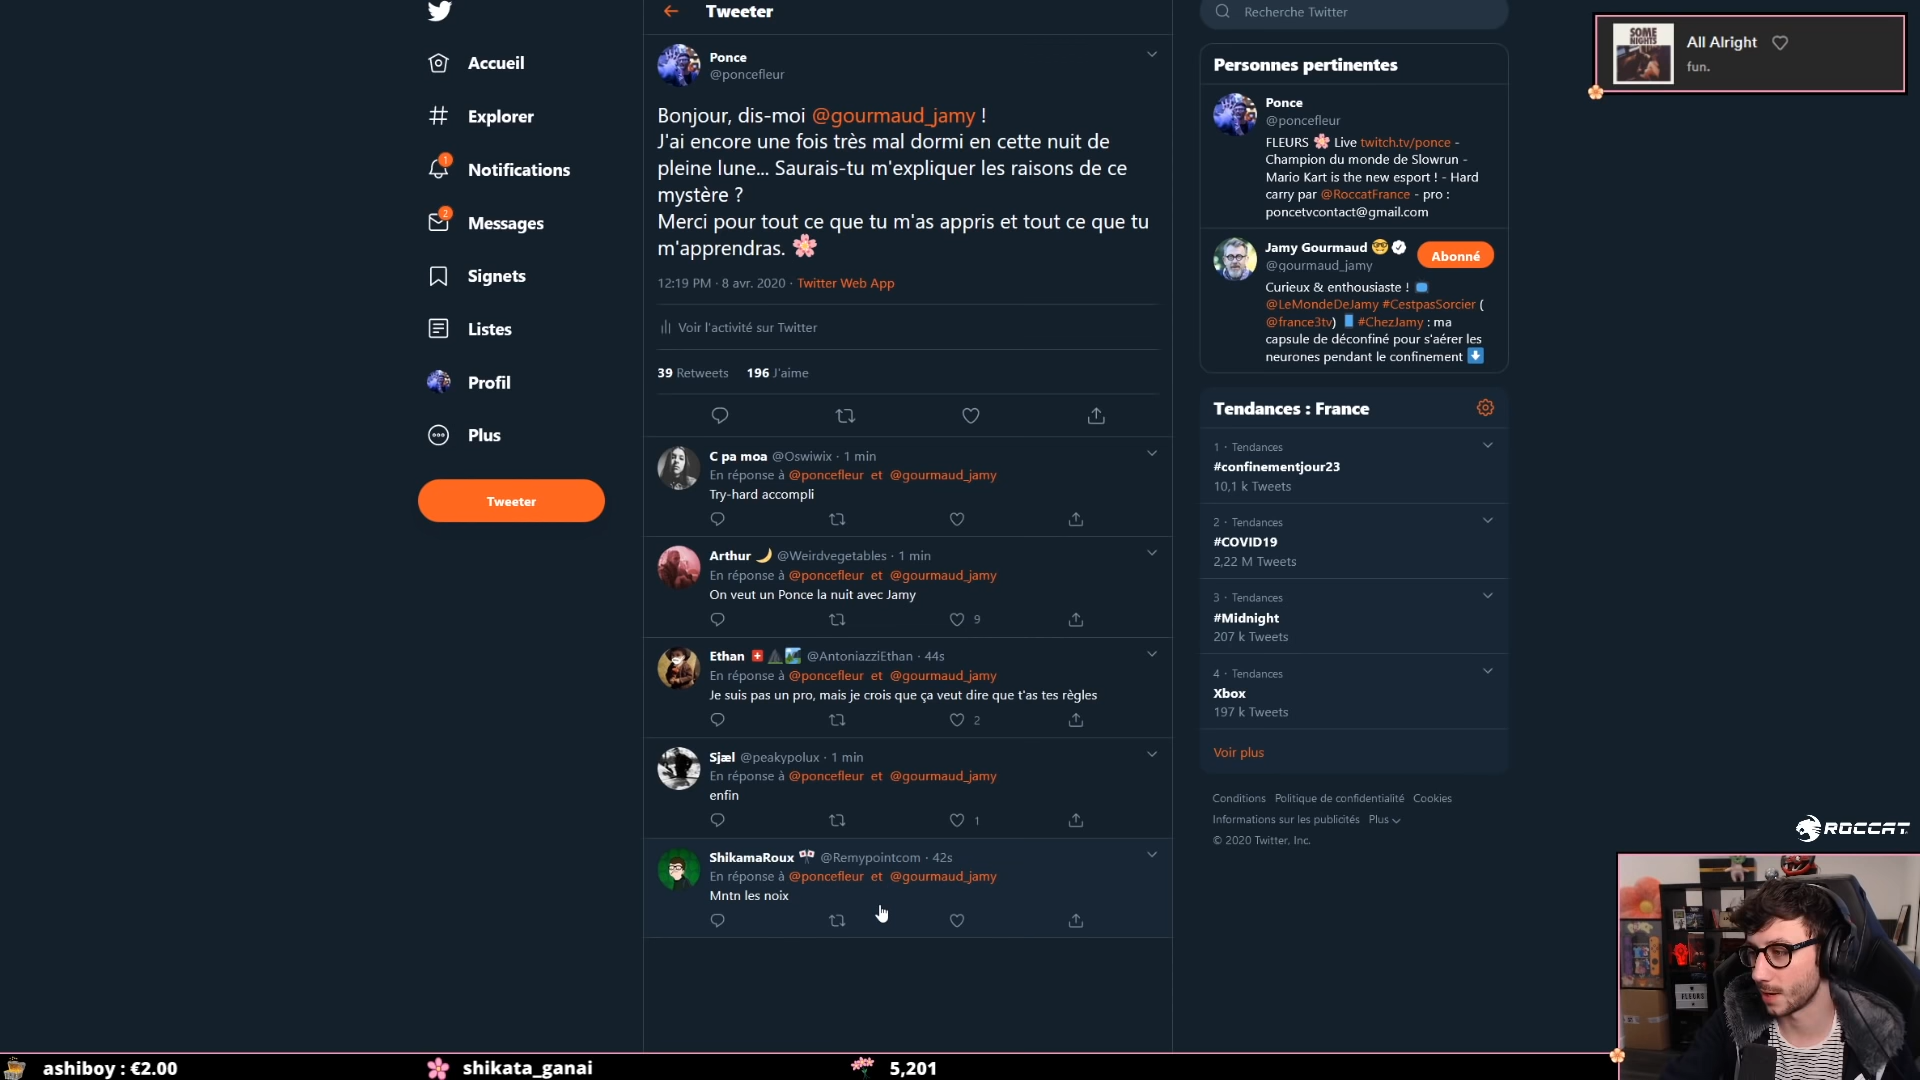 Accueil
Explorer
1
Notifications
2
Messages
Signets
Listes
Profil
Plus
Tweeter
Tweeter
Ponce
@poncefleur
Bonjour, dis-moi @gourmaud_jamy !
J'ai encore une fois très mal dormi en cette nuit de
pleine lune... Saurais-tu m'expliquer les raisons de ce
mystère ?
Merci pour tout ce que tu m'as appris et tout ce que tu
m'apprendras. 🌸
12:19 PM · 8 avr. 2020 · Twitter Web App
Voir l'activité sur Twitter
39 Retweets 196 J'aime
C pa moa @Oswiwix · 1 min
En réponse à @poncefleur et @gourmaud_jamy
Try-hard accompli
Arthur 🌙 @Weirdvegetables · 1 min
En réponse à @poncefleur et @gourmaud_jamy
On veut un Ponce la nuit avec Jamy
9
Ethan @AntoniazziEthan · 44s
En réponse à @poncefleur et @gourmaud_jamy
Je suis pas un pro, mais je crois que ça veut dire que t'as tes règles
2
Sjæl @peakypolux · 1 min
En réponse à @poncefleur et @gourmaud_jamy
enfin
1
ShikamaRoux @Remypointcom · 42s
En réponse à @poncefleur et @gourmaud_jamy
Mntn les noix
Recherche Twitter
Personnes pertinentes
Ponce
@poncefleur
FLEURS 🌸 Live twitch.tv/ponce -
Champion du monde de Slowrun -
Mario Kart is the new esport ! - Hard
carry par @RoccatFrance - pro :
poncetvcontact@gmail.com
Jamy Gourmaud 🤓
@gourmaud_jamy
Abonné
Curieux & enthousiaste !
@LeMondeDeJamy #CestpasSorcier (
@france3tv) #ChezJamy : ma
capsule de déconfiné pour s'aérer les
neurones pendant le confinement ⬇
Tendances : France
1 · Tendances
#confinementjour23
10,1 k Tweets
2 · Tendances
#COVID19
2,22 M Tweets
3 · Tendances
#Midnight
207 k Tweets
4 · Tendances
Xbox
197 k Tweets
Voir plus
Conditions Politique de confidentialité Cookies
Informations sur les publicités Plus
© 2020 Twitter, Inc.
SOME
NIGHTS
All Alright
fun.
ROCCAT
FLEURS
ashiboy : €2.00
shikata_ganai
5,201